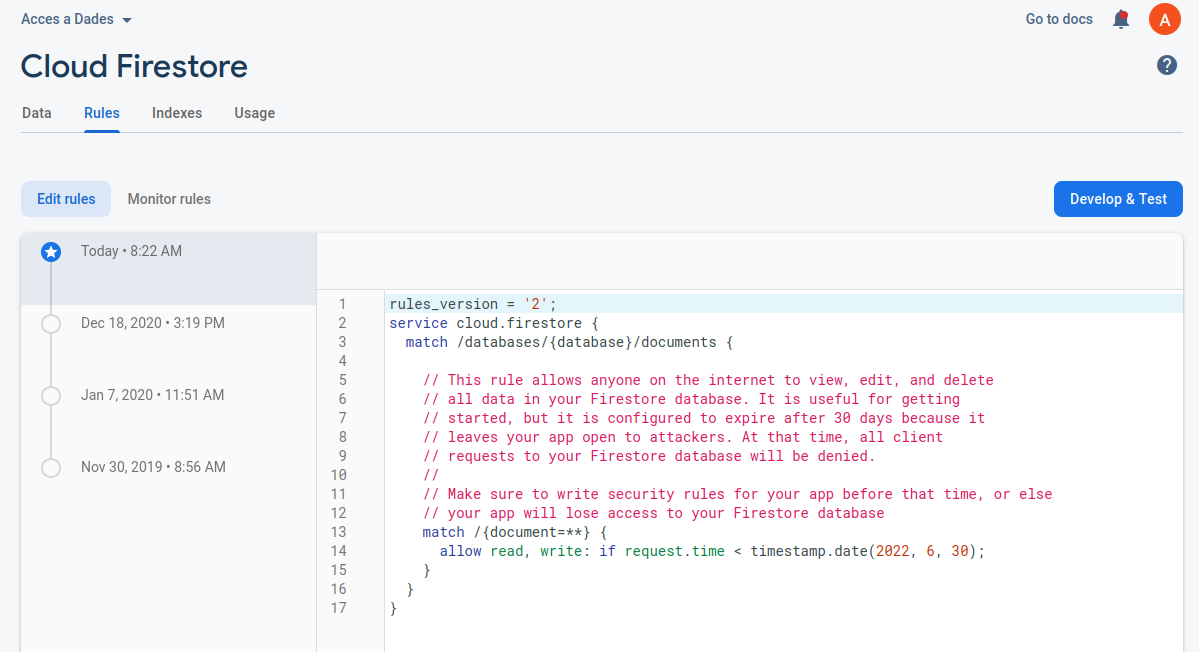 Acces a Dades
Go to docs
A
Cloud Firestore
?
Data
Rules
Indexes
Usage
Edit rules
Monitor rules
Develop & Test
Today • 8:22 AM
Dec 18, 2020 • 3:19 PM
Jan 7, 2020 • 11:51 AM
Nov 30, 2019 • 8:56 AM
1 rules_version = '2';
2 service cloud.firestore {
3   match /databases/{database}/documents {
4
5     // This rule allows anyone on the internet to view, edit, and delete
6     // all data in your Firestore database. It is useful for getting
7     // started, but it is configured to expire after 30 days because it
8     // leaves your app open to attackers. At that time, all client
9     // requests to your Firestore database will be denied.
10     //
11     // Make sure to write security rules for your app before that time, or else
12     // your app will lose access to your Firestore database
13     match /{document=**} {
14       allow read, write: if request.time < timestamp.date(2022, 6, 30);
15     }
16   }
17 }